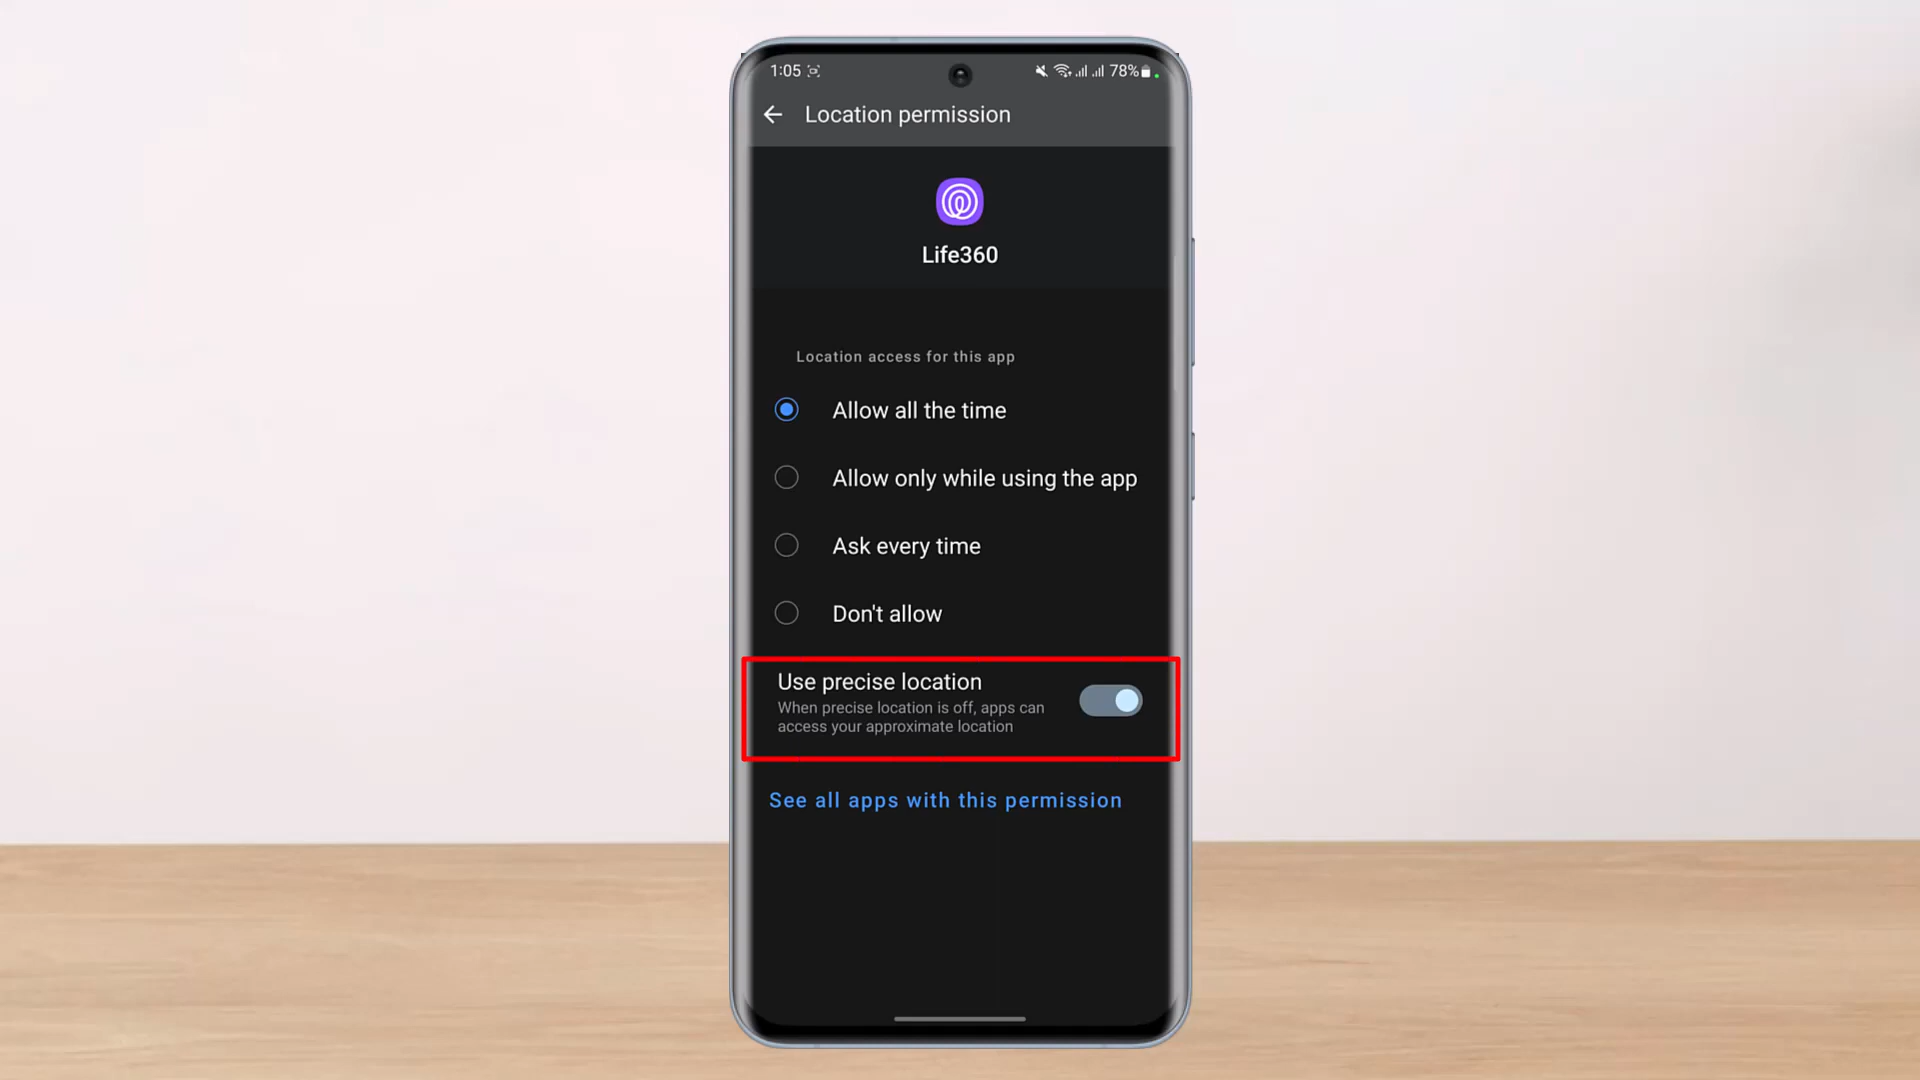 1:05
78%
Location permission
Life360
Location access for this app
Allow all the time
Allow only while using the app
Ask every time
Don't allow
Use precise location
When precise location is off, apps can
access your approximate location
See all apps with this permission